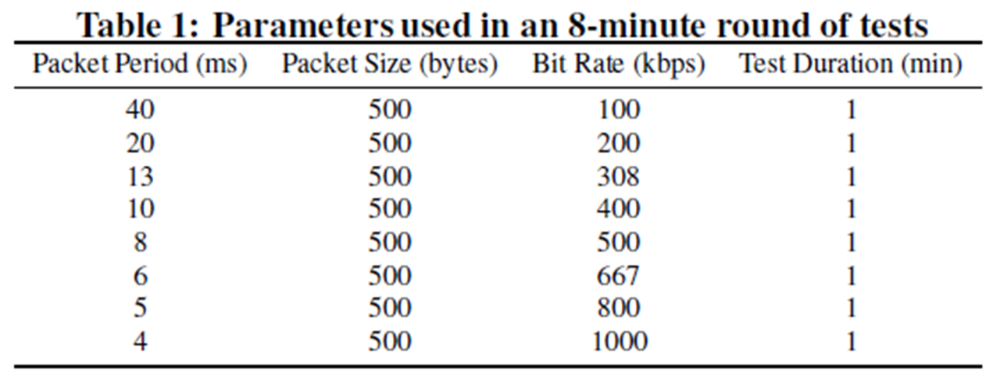 Table 1: Parameters used in an 8-minute round of tests
Packet Period (ms) Packet Size (bytes) Bit Rate (kbps) Test Duration (min)
40 500 100 1
20 500 200 1
13 500 308 1
10 500 400 1
8 500 500 1
6 500 667 1
5 500 800 1
4 500 1000 1